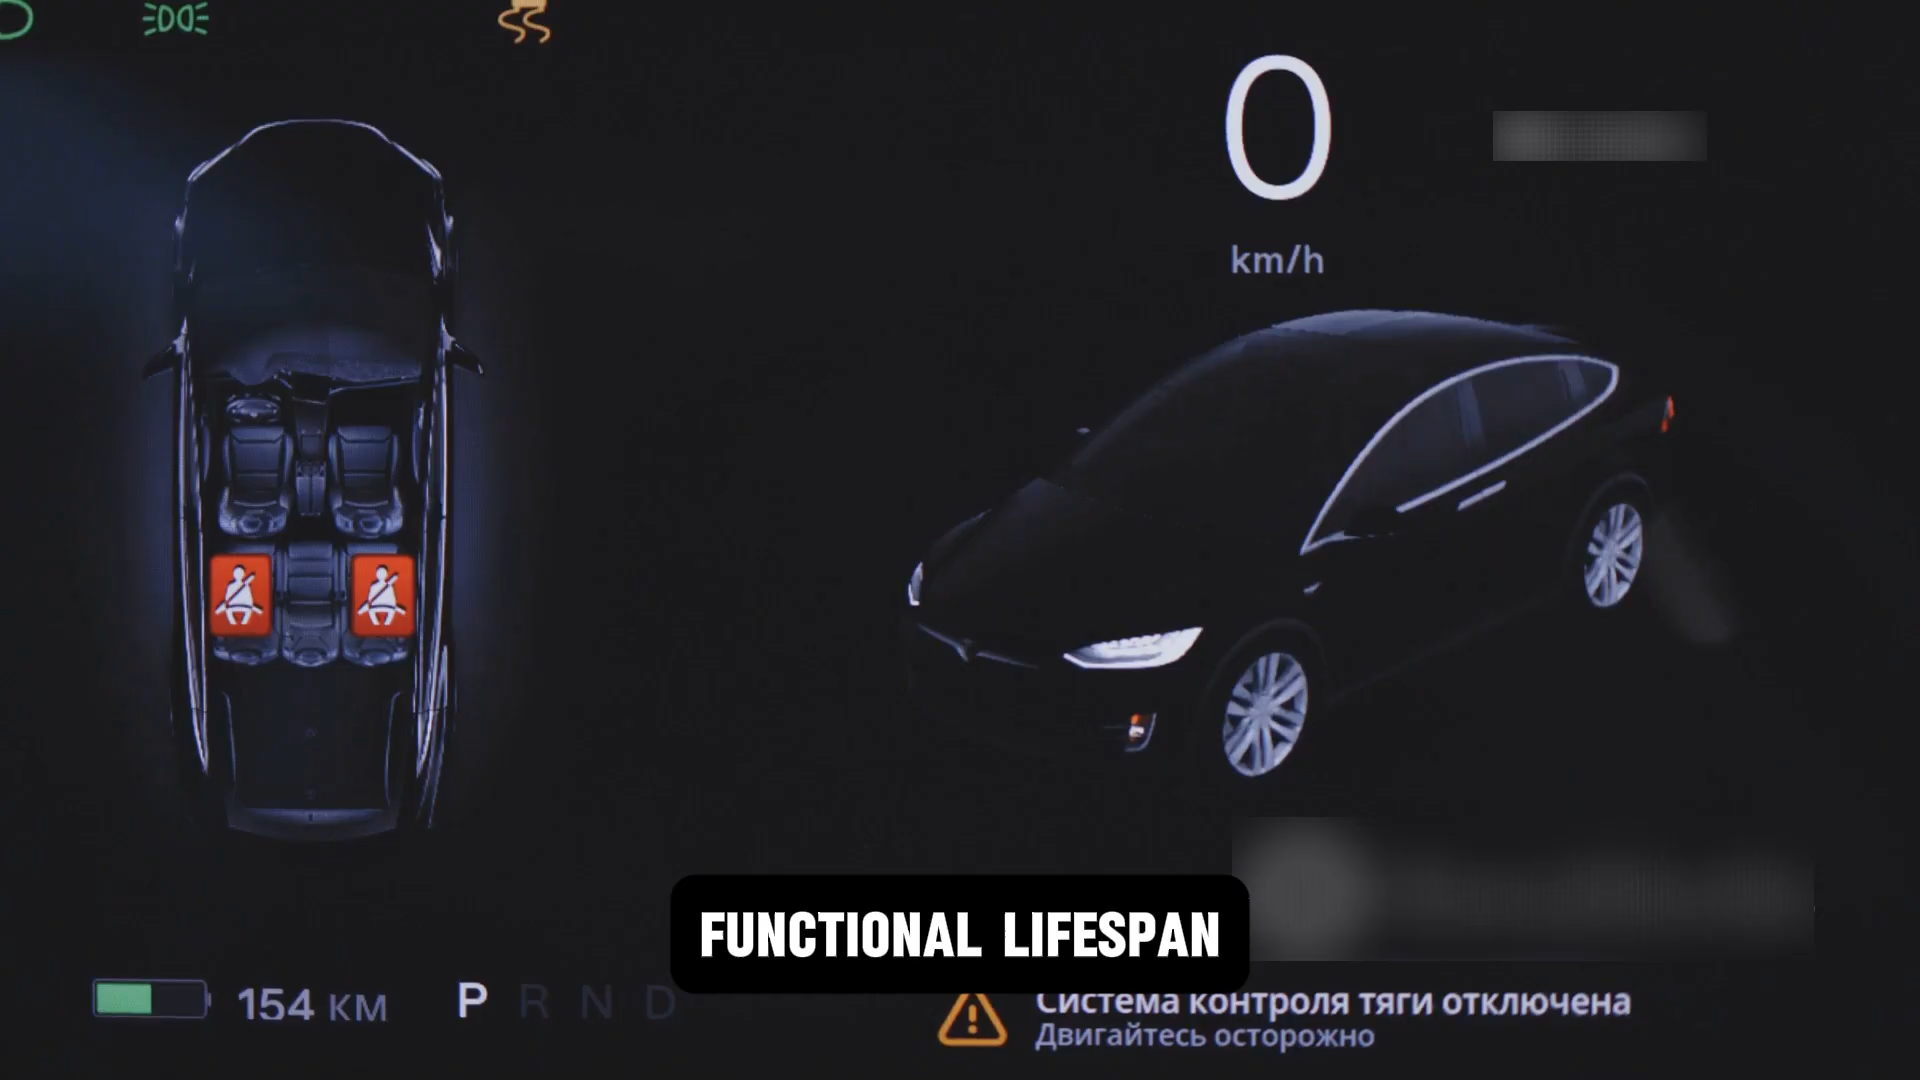 0
km/h
FUNCTIONAL LIFESPAN
154 КМ
P R N D
Система контроля тяги отключена
Двигайтесь осторожно